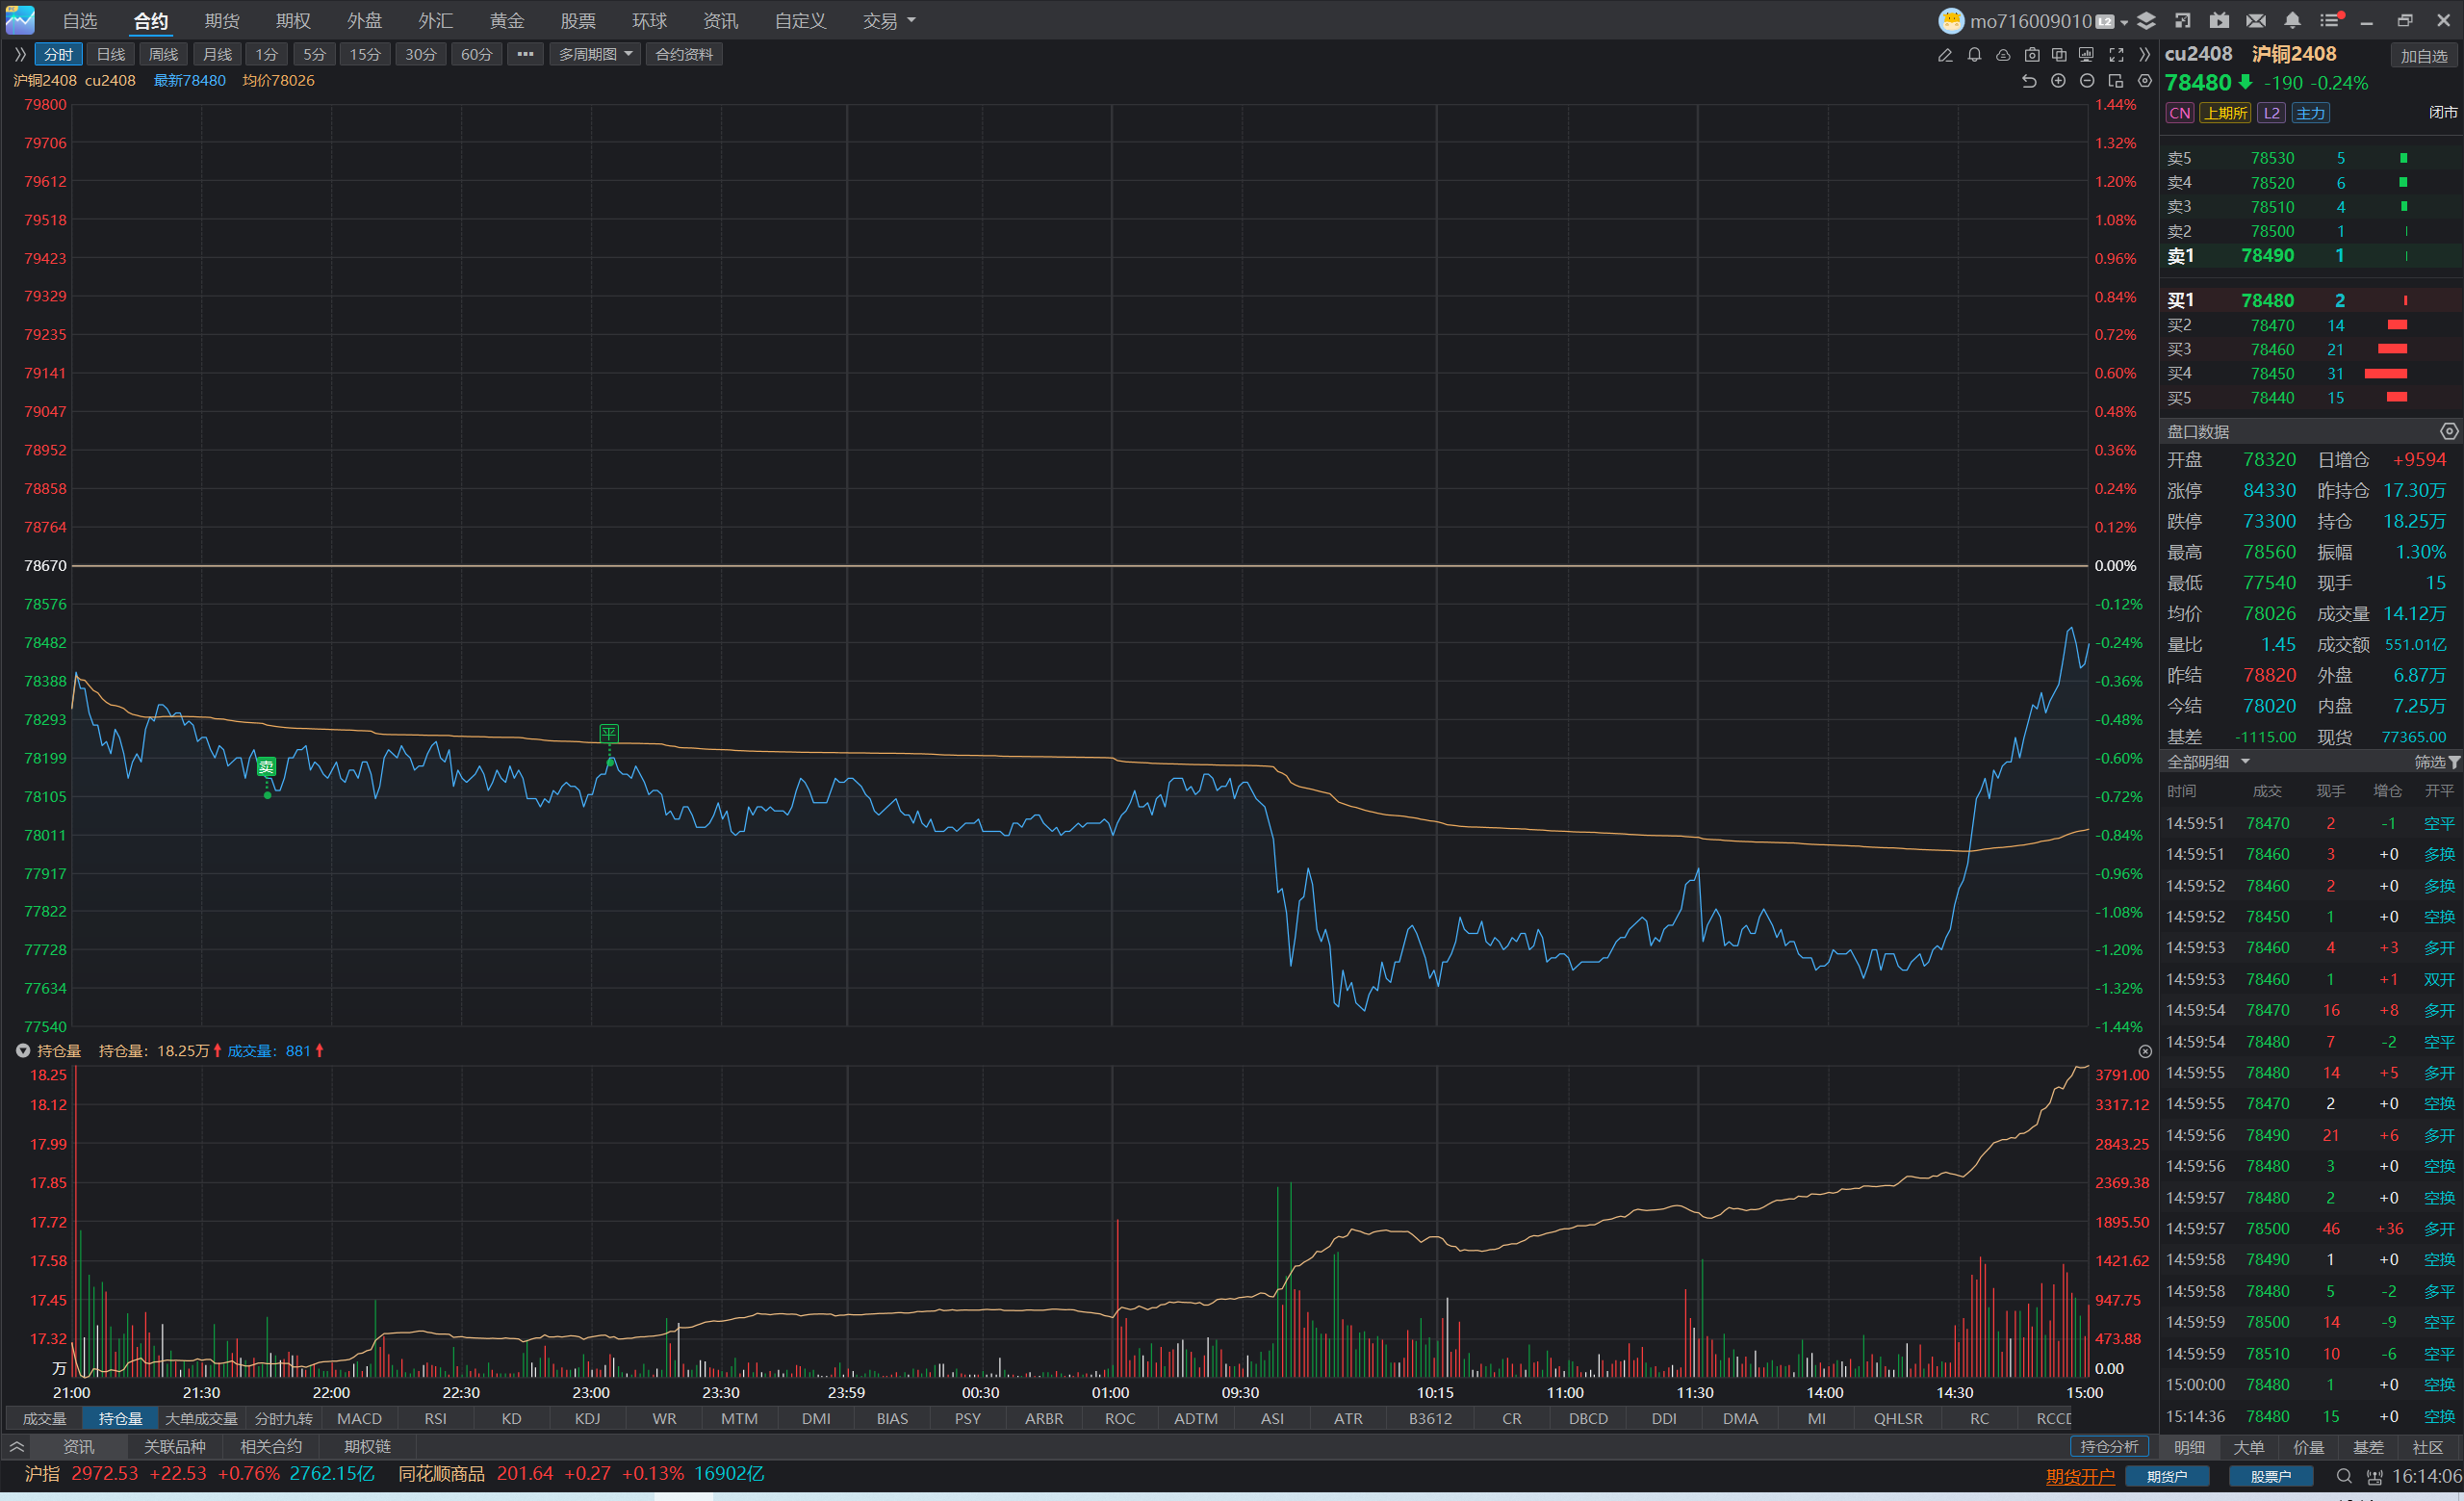 自选 合约 期货 期权 外盘 外汇 黄金 股票 环球 资讯 自定义 交易 mo716009010 L2
分时 日线 周线 月线 1分 5分 15分 30分 60分 ••• 多周期图 合约资料
沪铜2408 cu2408 最新78480 均价78026
79800 1.44%
79706 1.32%
79612 1.20%
79518 1.08%
79423 0.96%
79329 0.84%
79235 0.72%
79141 0.60%
79047 0.48%
78952 0.36%
78858 0.24%
78764 0.12%
78670 0.00%
78576 -0.12%
78482 -0.24%
78388 -0.36%
78293 -0.48%
平
78199 -0.60%
卖
78105 -0.72%
78011 -0.84%
77917 -0.96%
77822 -1.08%
77728 -1.20%
77634 -1.32%
77540 -1.44%
持仓量 持仓量: 18.25万 成交量: 881
18.25 3791.00
18.12 3317.12
17.99 2843.25
17.85 2369.38
17.72 1895.50
17.58 1421.62
17.45 947.75
17.32 473.88
万 0.00
21:00 21:30 22:00 22:30 23:00 23:30 23:59 00:30 01:00 09:30 10:15 11:00 11:30 14:00 14:30 15:00
成交量 持仓量 大单成交量 分时九转 MACD RSI KD KDJ WR MTM DMI BIAS PSY ARBR ROC ADTM ASI ATR B3612 CR DBCD DDI DMA MI QHLSR RC RCCD
资讯 关联品种 相关合约 期权链 持仓分析
cu2408 沪铜2408 加自选
78480 -190 -0.24%
CN 上期所 L2 主力 闭市
卖5 78530 5
卖4 78520 6
卖3 78510 4
卖2 78500 1
卖1 78490 1
买1 78480 2
买2 78470 14
买3 78460 21
买4 78450 31
买5 78440 15
盘口数据
开盘 78320 日增仓 +9594
涨停 84330 昨持仓 17.30万
跌停 73300 持仓 18.25万
最高 78560 振幅 1.30%
最低 77540 现手 15
均价 78026 成交量 14.12万
量比 1.45 成交额 551.01亿
昨结 78820 外盘 6.87万
今结 78020 内盘 7.25万
基差 -1115.00 现货 77365.00
全部明细 筛选
时间 成交 现手 增仓 开平
14:59:51 78470 2 -1 空平
14:59:51 78460 3 +0 多换
14:59:52 78460 2 +0 多换
14:59:52 78450 1 +0 空换
14:59:53 78460 4 +3 多开
14:59:53 78460 1 +1 双开
14:59:54 78470 16 +8 多开
14:59:54 78480 7 -2 空平
14:59:55 78480 14 +5 多开
14:59:55 78470 2 +0 空换
14:59:56 78490 21 +6 多开
14:59:56 78480 3 +0 空换
14:59:57 78480 2 +0 空换
14:59:57 78500 46 +36 多开
14:59:58 78490 1 +0 空换
14:59:58 78480 5 -2 多平
14:59:59 78500 14 -9 空平
14:59:59 78510 10 -6 空平
15:00:00 78480 1 +0 空换
15:14:36 78480 15 +0 空换
明细 大单 价量 基差 社区
沪指 2972.53 +22.53 +0.76% 2762.15亿 同花顺商品 201.64 +0.27 +0.13% 16902亿 期货开户 期货户 股票户 16:14:06